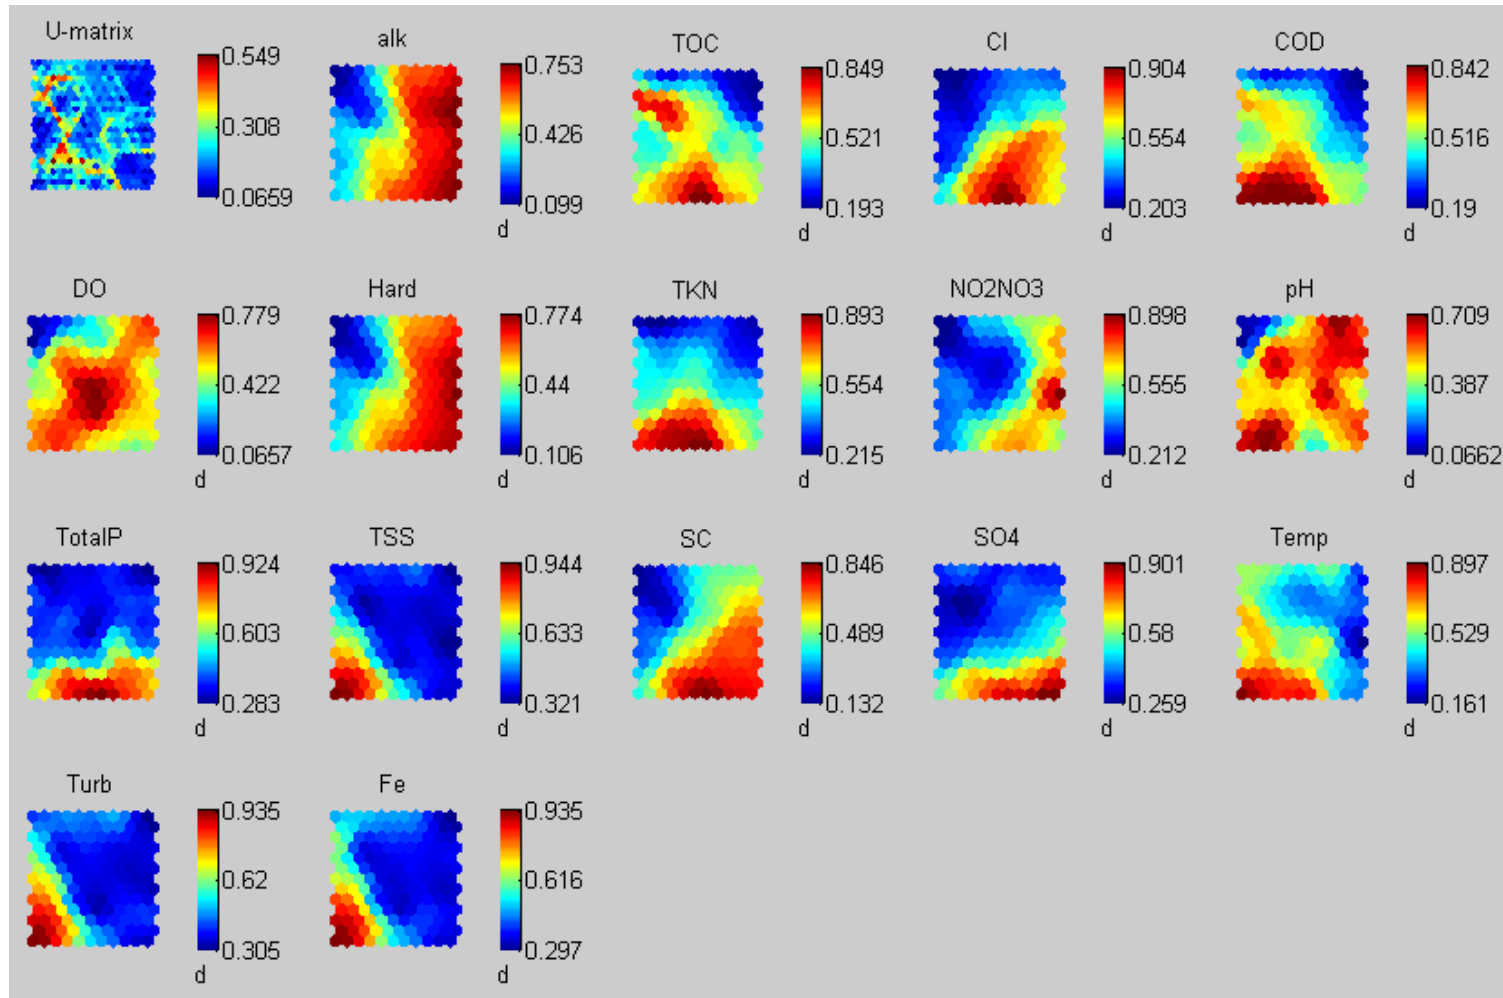 U-matrix
0.549
0.308
0.0659
alk
0.753
0.426
0.099
d
TOC
0.849
0.521
0.193
d
Cl
0.904
0.554
0.203
d
COD
0.842
0.516
0.19
d
DO
0.779
0.422
0.0657
d
Hard
0.774
0.44
0.106
d
TKN
0.893
0.554
0.215
d
NO2NO3
0.898
0.555
0.212
d
pH
0.709
0.387
0.0662
d
TotalP
0.924
0.603
0.283
d
TSS
0.944
0.633
0.321
d
SC
0.846
0.489
0.132
d
SO4
0.901
0.58
0.259
d
Temp
0.897
0.529
0.161
d
Turb
0.935
0.62
0.305
d
Fe
0.935
0.616
0.297
d